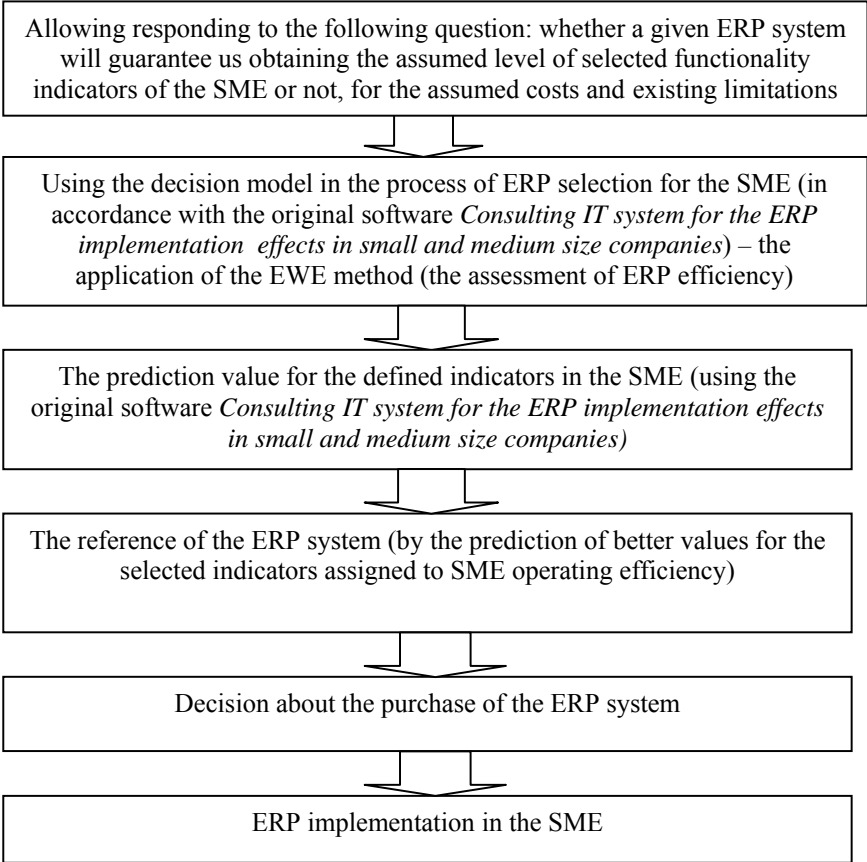 Allowing responding to the following question: whether a given ERP system
will guarantee us obtaining the assumed level of selected functionality
indicators of the SME or not, for the assumed costs and existing limitations
Using the decision model in the process of ERP selection for the SME (in
accordance with the original software Consulting IT system for the ERP
implementation effects in small and medium size companies) – the
application of the EWE method (the assessment of ERP efficiency)
The prediction value for the defined indicators in the SME (using the
original software Consulting IT system for the ERP implementation effects
in small and medium size companies)
The reference of the ERP system (by the prediction of better values for the
selected indicators assigned to SME operating efficiency)
Decision about the purchase of the ERP system
ERP implementation in the SME